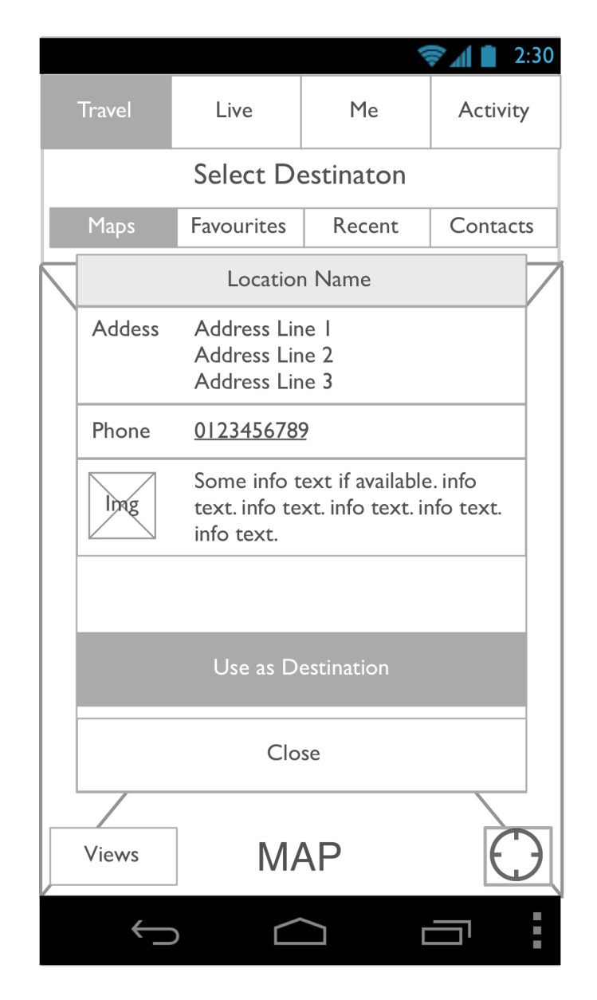 2:30
Travel Live Me Activity
Select Destinaton
Maps Favourites Recent Contacts
Location Name
Addess Address Line 1
Address Line 2
Address Line 3
Phone 0123456789
Img Some info text if available. info
text. info text. info text. info text.
info text.
Use as Destination
Close
Views MAP